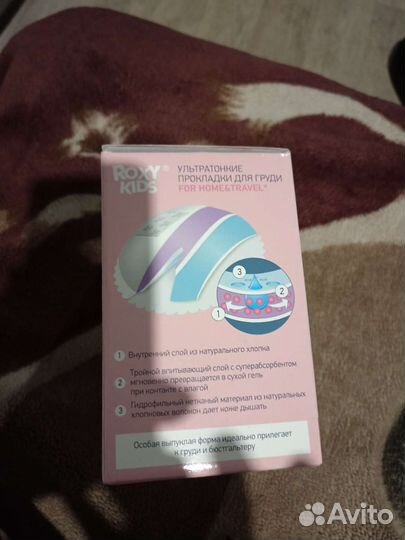 ROXY®
KIDS
УЛЬТРАТОНКИЕ
ПРОКЛАДКИ ДЛЯ ГРУДИ
FOR HOME&TRAVEL®
3
2
1
1 Внутренний слой из натурального хлопка
Тройной впитывающий слой с суперабсорбентом
2 мгновенно превращается в сухой гель
при контакте с влагой
3 Гидрофильный нетканый материал из натуральных
хлопковых волокон дает коже дышать
Особая выпуклая форма идеально прилегает
к груди и бюстгальтеру
Avito